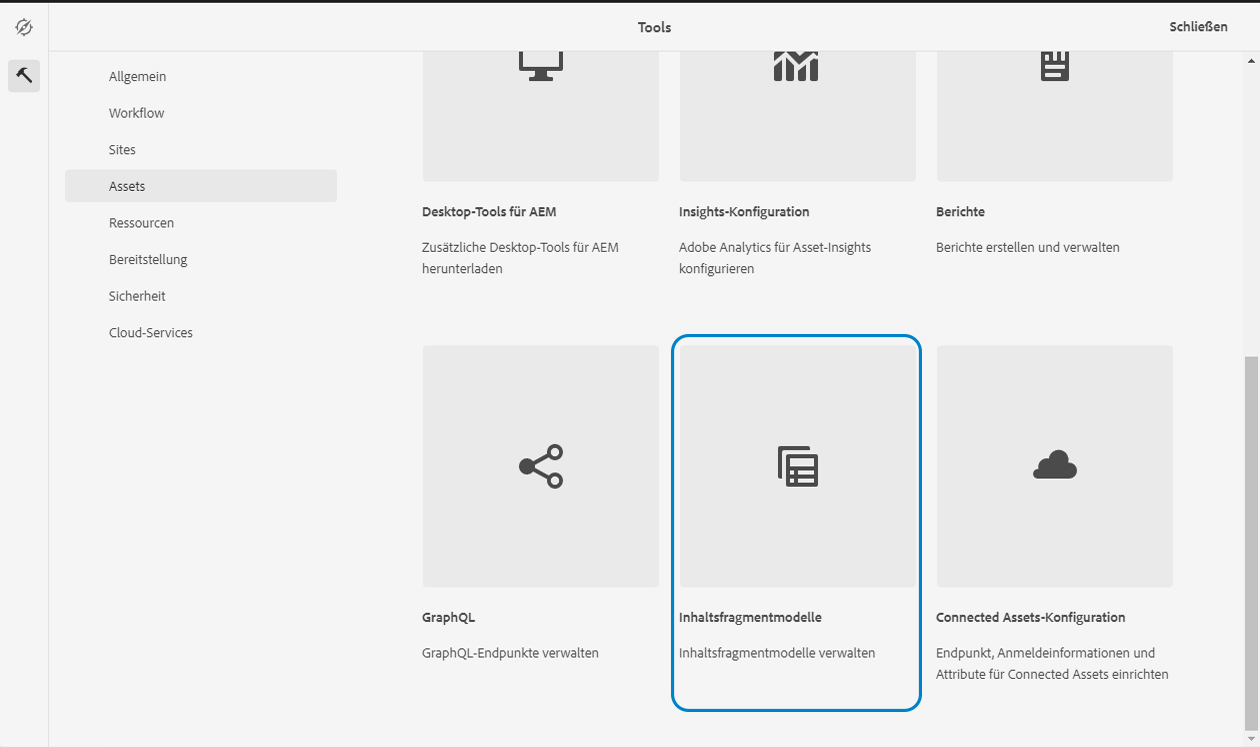 Tools
Schließen
Allgemein
Workflow
Sites
Assets
Ressourcen
Bereitstellung
Sicherheit
Cloud-Services
Desktop-Tools für AEM
Zusätzliche Desktop-Tools für AEM
herunterladen
Insights-Konfiguration
Adobe Analytics für Asset-Insights
konfigurieren
Berichte
Berichte erstellen und verwalten
GraphQL
GraphQL-Endpunkte verwalten
Inhaltsfragmentmodelle
Inhaltsfragmentmodelle verwalten
Connected Assets-Konfiguration
Endpunkt, Anmeldeinformationen und
Attribute für Connected Assets einrichten